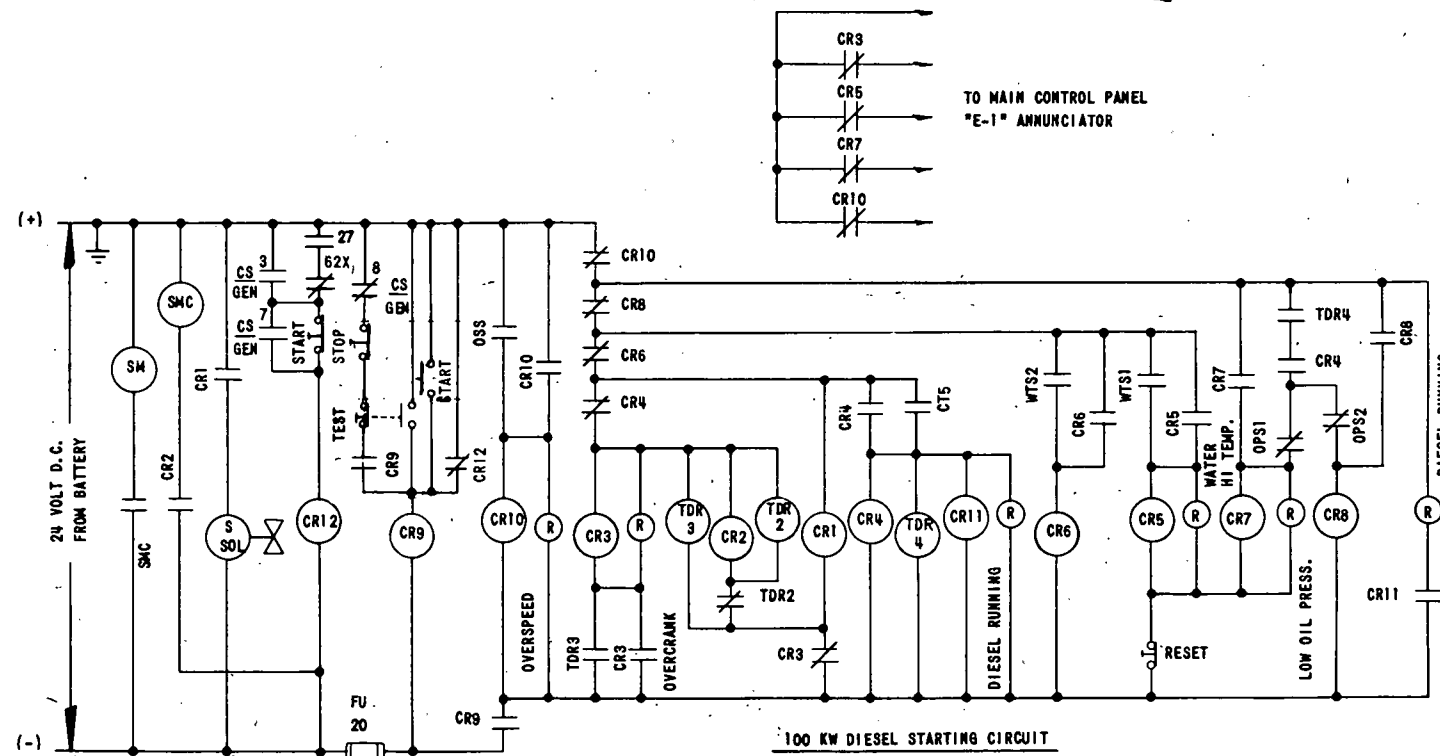 CR3
CR5
CR7
CR10
TO MAIN CONTROL PANEL
"E-1" ANNUNCIATOR
(+)
24 VOLT D.C.
FROM BATTERY
(-)
SM
SMC
SMC
CR2
CR1
S
SOL
3
CS
GEN
7
CS
GEN
27
62X
START
CR12
8
CS
GEN
STOP
TEST
CR9
START
CR12
CR9
FU
20
CR9
OSS
CR10
CR10
R
OVERSPEED
CR10
CR8
CR6
CR4
CR3
R
TDR3
CR3
OVERCRANK
TDR
3
CR2
TDR
2
TDR2
CR1
CR3
CR4
CT5
CR4
TDR
4
CR11
R
DIESEL RUNNING
WTS2
CR6
CR6
WTS1
CR5
WATER
HI TEMP.
CR5
R
RESET
CR7
CR7
TDR4
CR4
OPS1
OPS2
R
LOW OIL PRESS.
CR8
CR8
R
CR11
100 KW DIESEL STARTING CIRCUIT